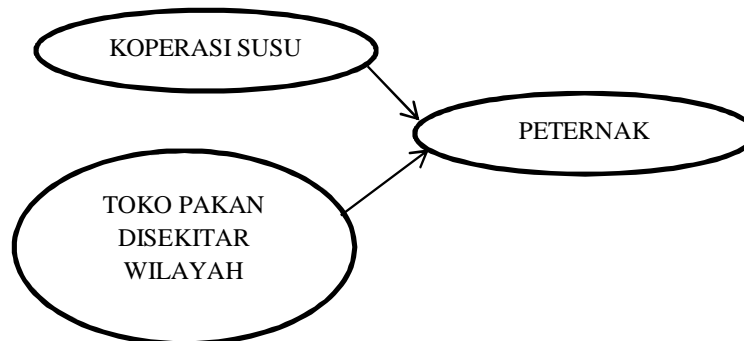 KOPERASI SUSU
PETERNAK
TOKO PAKAN
DISEKITAR
WILAYAH